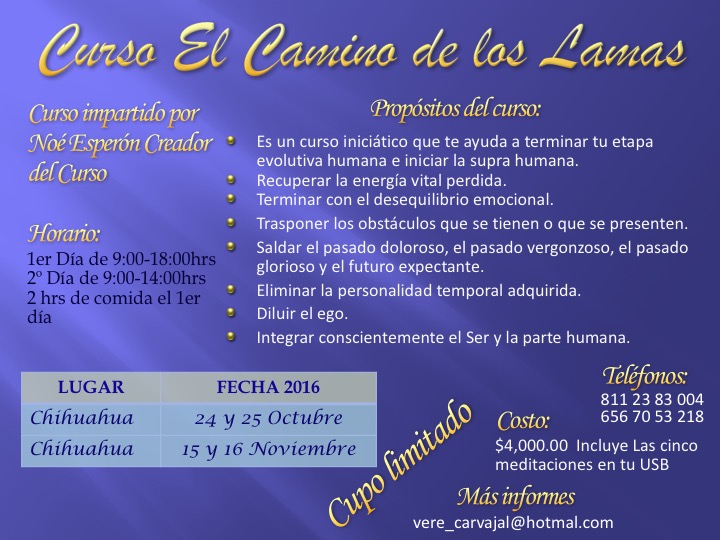 Curso El Camino de los Lamas
Curso impartido por
Noé Esperón Creador
del Curso
Horario:
1er Día de 9:00-18:00hrs
2º Día de 9:00-14:00hrs
2 hrs de comida el 1er
día
Propósitos del curso:
Es un curso iniciático que te ayuda a terminar tu etapa
evolutiva humana e iniciar la supra humana.
Recuperar la energía vital perdida.
Terminar con el desequilibrio emocional.
Trasponer los obstáculos que se tienen o que se presenten.
Saldar el pasado doloroso, el pasado vergonzoso, el pasado
glorioso y el futuro expectante.
Eliminar la personalidad temporal adquirida.
Diluir el ego.
Integrar conscientemente el Ser y la parte humana.
LUGAR FECHA 2016
Chihuahua 24 y 25 Octubre
Chihuahua 15 y 16 Noviembre
Cupo limitado
Teléfonos:
811 23 83 004
656 70 53 218
Costo:
$4,000.00 Incluye Las cinco
meditaciones en tu USB
Más informes
vere_carvajal@hotmal.com